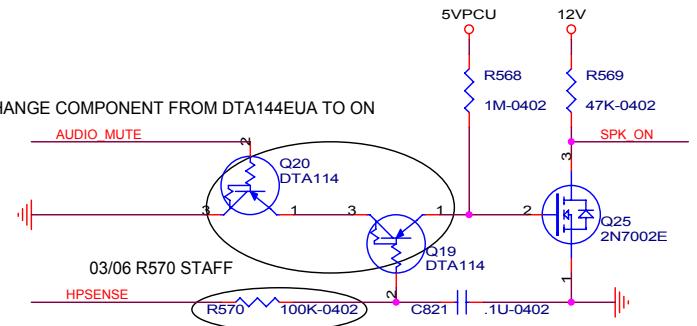 5VPCU 12V
R568 R569
1M-0402 47K-0402
HANGE COMPONENT FROM DTA144EUA TO ON
AUDIO_MUTE SPK_ON
2 3
Q20
DTA114
3 1 3 1 2
Q25
2N7002E
Q19
DTA114
03/06 R570 STAFF
2 1
HPSENSE
R570 100K-0402 C821 .1U-0402